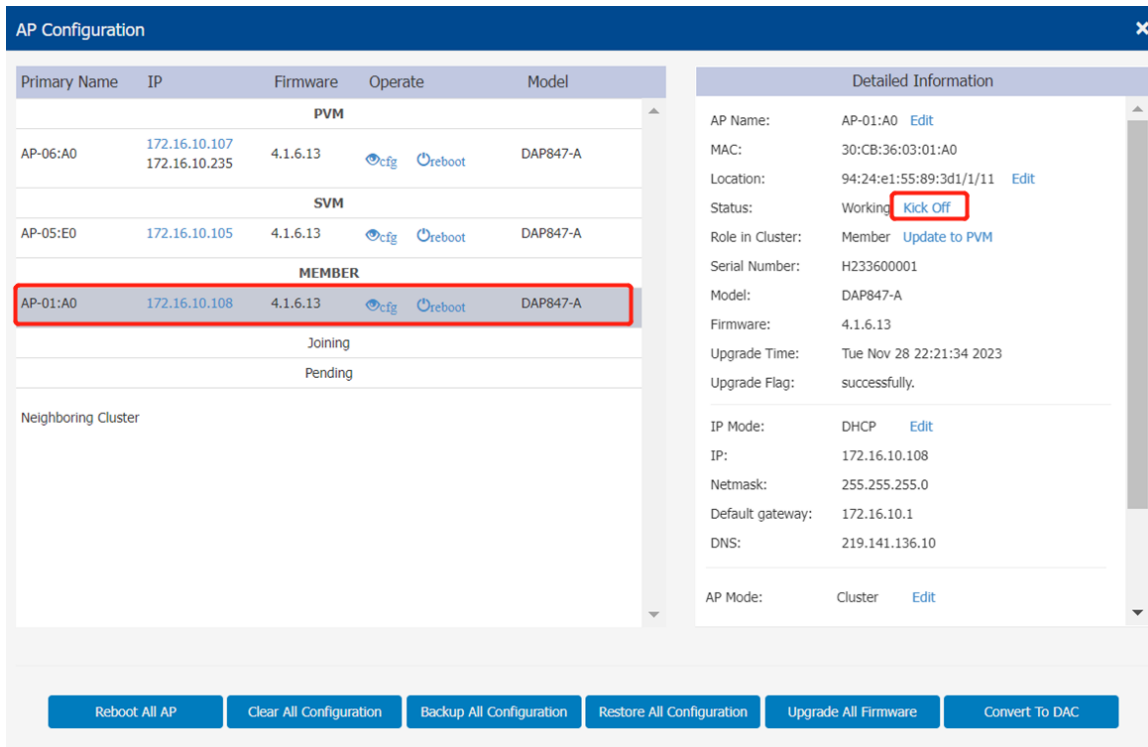 AP Configuration
Primary Name IP Firmware Operate Model
PVM
AP-06:A0 172.16.10.107 4.1.6.13 cfg reboot DAP847-A
172.16.10.235
SVM
AP-05:E0 172.16.10.105 4.1.6.13 cfg reboot DAP847-A
MEMBER
AP-01:A0 172.16.10.108 4.1.6.13 cfg reboot DAP847-A
Joining
Pending
Neighboring Cluster
Detailed Information
AP Name: AP-01:A0 Edit
MAC: 30:CB:36:03:01:A0
Location: 94:24:e1:55:89:3d1/1/11 Edit
Status: Working Kick Off
Role in Cluster: Member Update to PVM
Serial Number: H233600001
Model: DAP847-A
Firmware: 4.1.6.13
Upgrade Time: Tue Nov 28 22:21:34 2023
Upgrade Flag: successfully.
IP Mode: DHCP Edit
IP: 172.16.10.108
Netmask: 255.255.255.0
Default gateway: 172.16.10.1
DNS: 219.141.136.10
AP Mode: Cluster Edit
Reboot All AP Clear All Configuration Backup All Configuration Restore All Configuration Upgrade All Firmware Convert To DAC